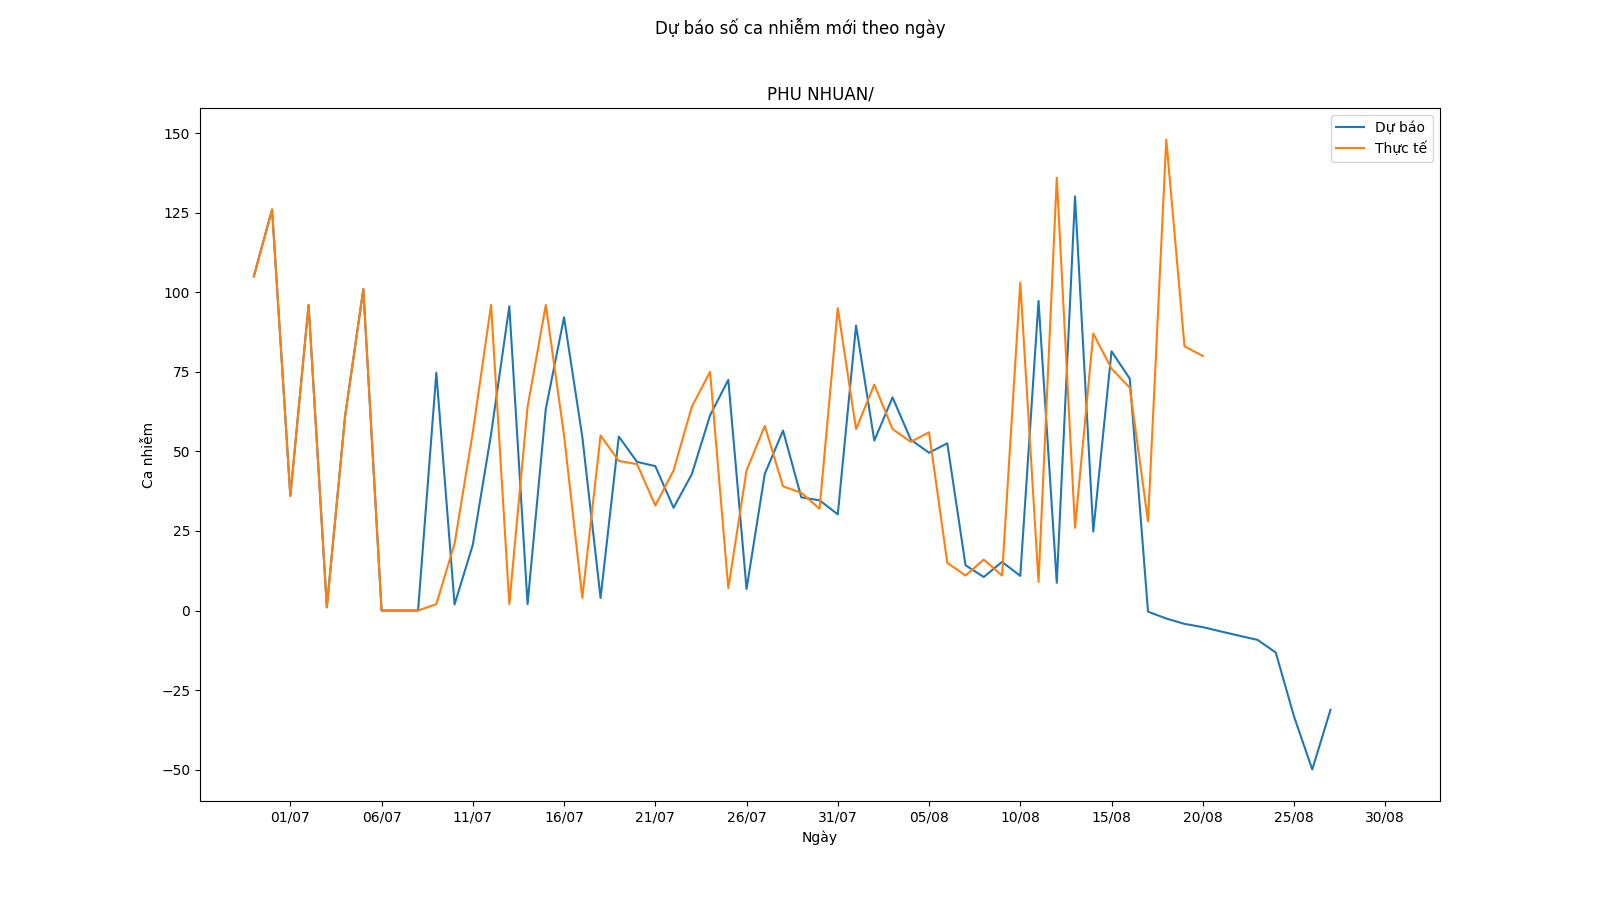 Dự báo số ca nhiễm mới theo ngày
PHU NHUAN/
Dự báo
Thực tế
150
125
100
75
50
25
0
−25
−50
Ca nhiễm
01/07 06/07 11/07 16/07 21/07 26/07 31/07 05/08 10/08 15/08 20/08 25/08 30/08
Ngày